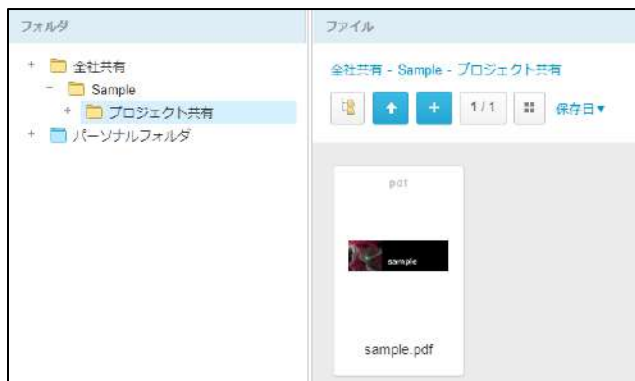 フォルダ
+ 全社共有
- Sample
+ プロジェクト共有
+ パーソナルフォルダ
ファイル
全社共有 - Sample - プロジェクト共有
1 / 1 保存日▼
pdf
sample
sample.pdf